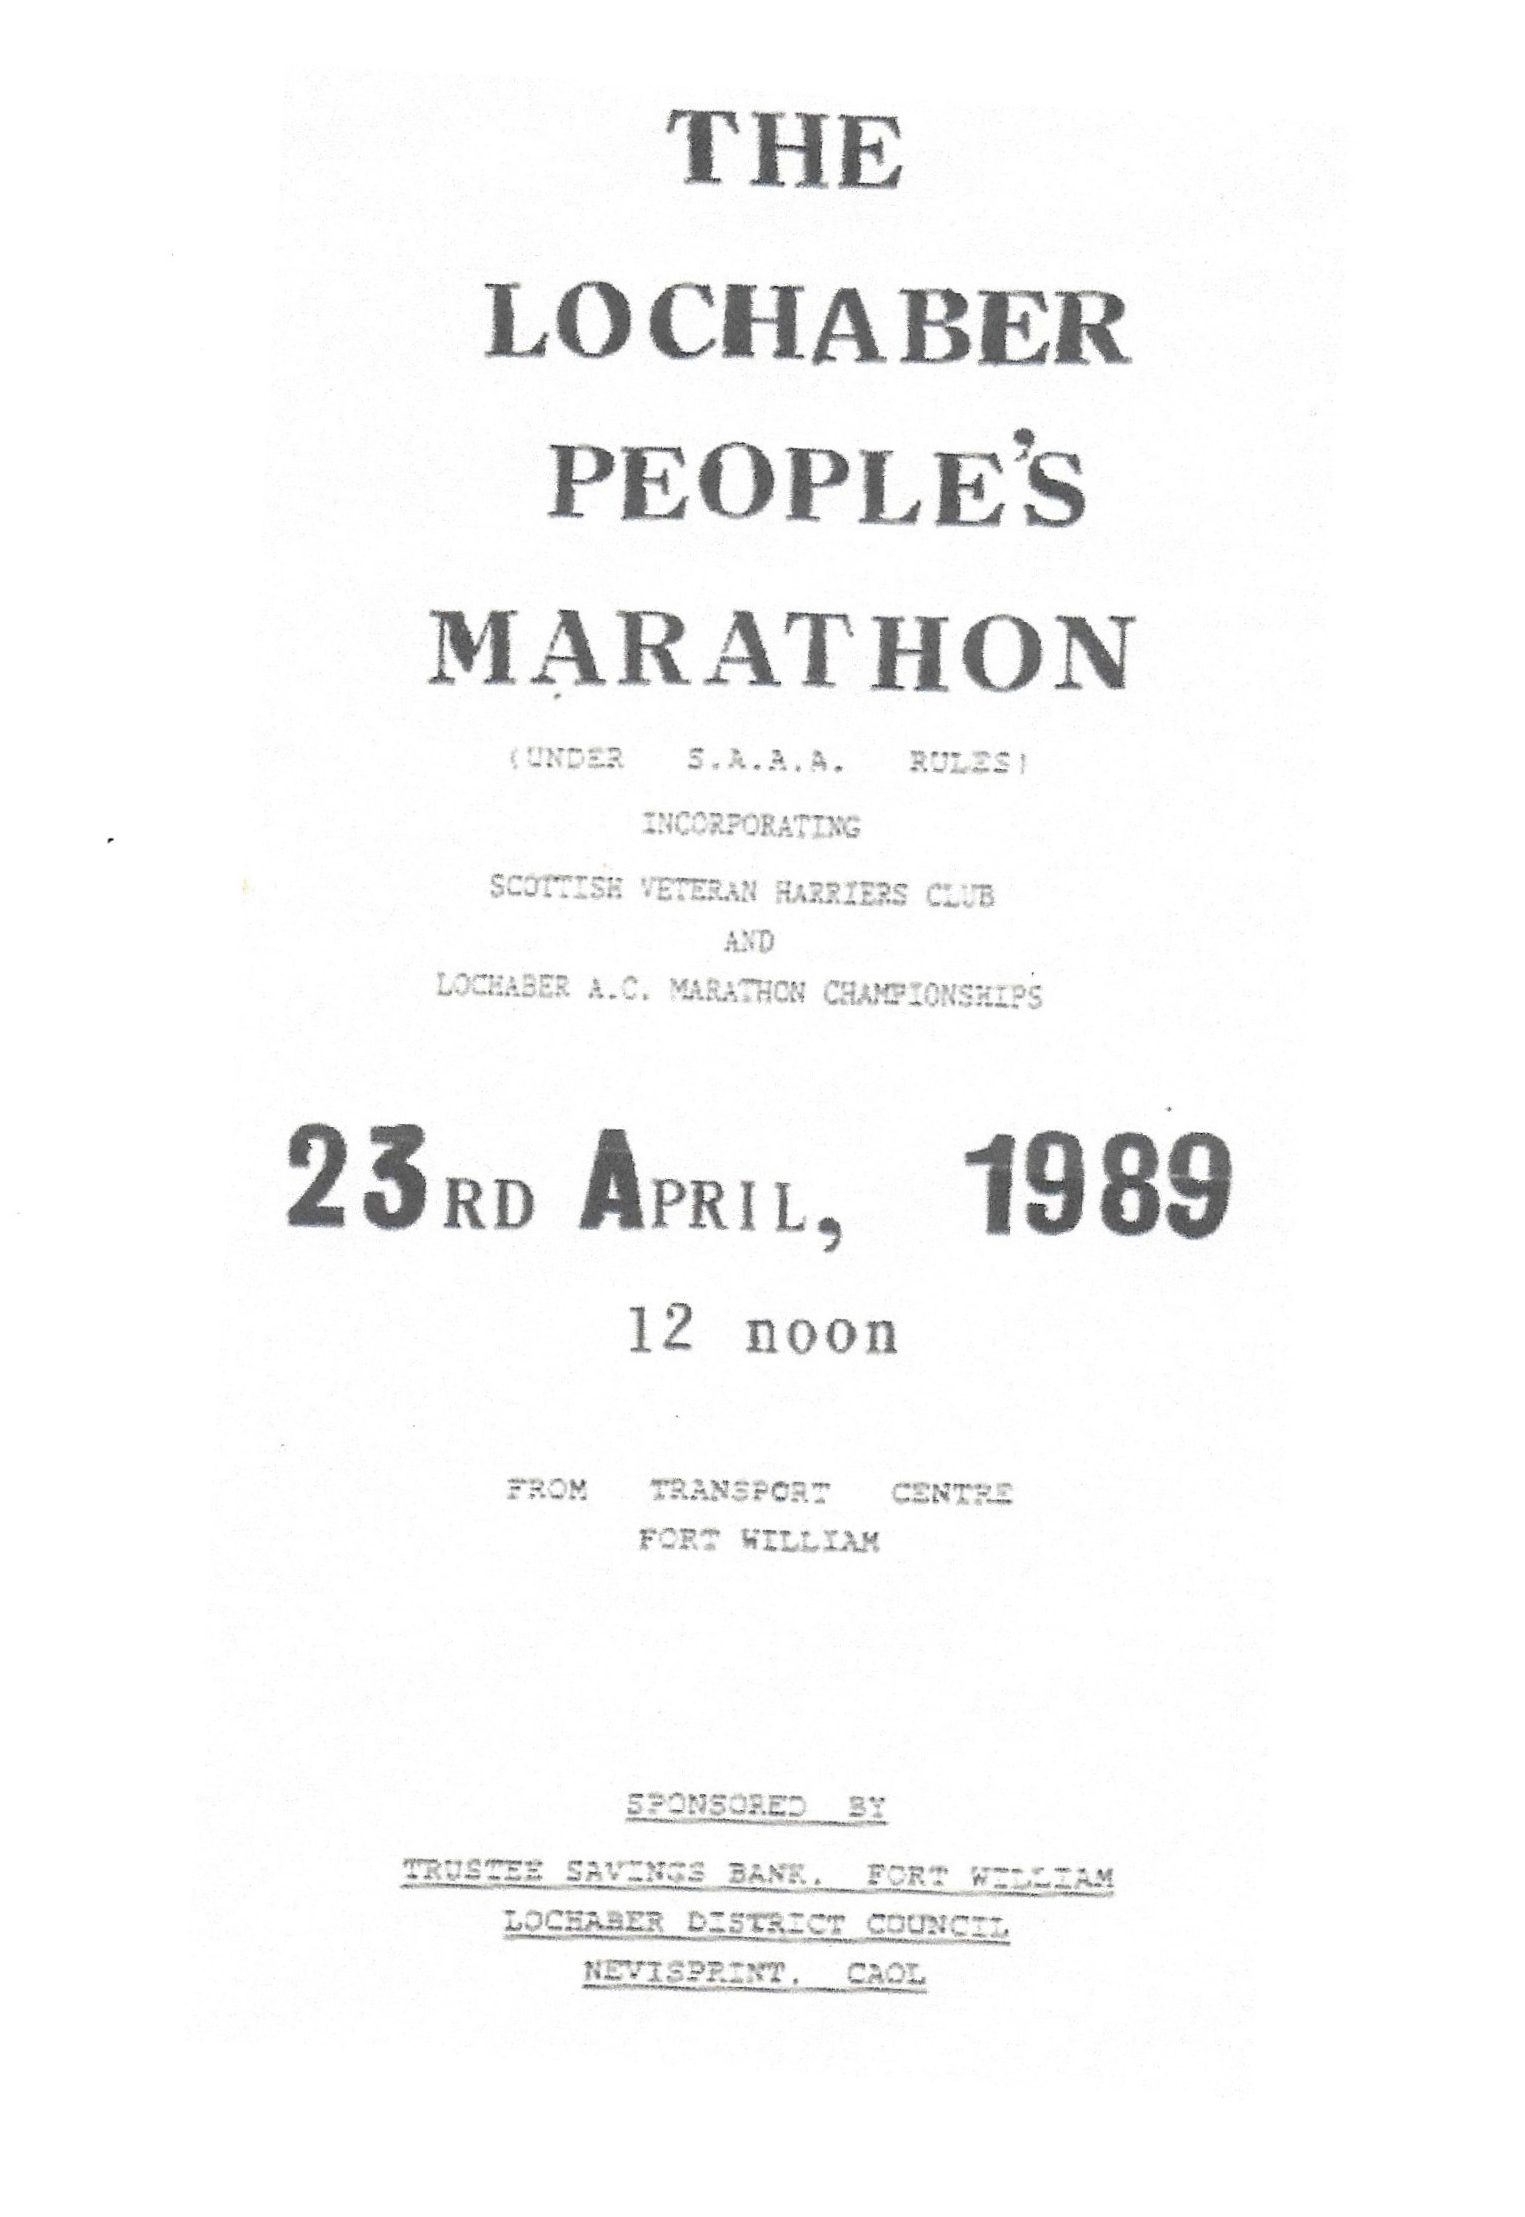 THE
LOCHABER
PEOPLE'S
MARATHON
(UNDER S.A.A.A. RULES)
INCORPORATING
SCOTTISH VETERAN HARRIERS CLUB
AND
LOCHABER A.C. MARATHON CHAMPIONSHIPS
23RD APRIL, 1989
12 noon
FROM TRANSPORT CENTRE
FORT WILLIAM
SPONSORED BY
TRUSTEE SAVINGS BANK, FORT WILLIAM
LOCHABER DISTRICT COUNCIL
NEVISPRINT, CAOL